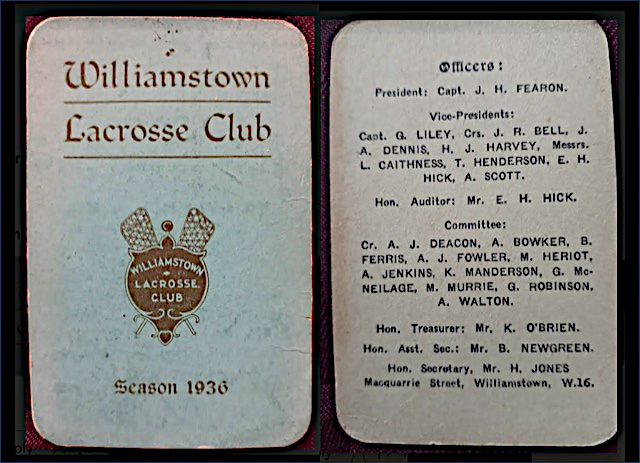 Williamstown
Lacrosse Club
WILLIAMSTOWN
LACROSSE
CLUB
Season 1936
Officers:
President: Capt. J. H. FEARON.
Vice-Presidents:
Capt. G. LILEY, Crs. J. R. BELL, J.
A. DENNIS, H. J. HARVEY, Messrs.
L. CAITHNESS, T. HENDERSON, E. H.
HICK, A. SCOTT.
Hon. Auditor: Mr. E. H. HICK.
Committee:
Cr. A. J. DEACON, A. BOWKER, B.
FERRIS, A. J. FOWLER, M. HERIOT,
A. JENKINS, K. MANDERSON, G. Mc-
NEILAGE, M. MURRIE, G. ROBINSON,
A. WALTON.
Hon. Treasurer: Mr. K. O'BRIEN.
Hon. Asst. Sec.: Mr. B. NEWGREEN.
Hon. Secretary, Mr. H. JONES
Macquarrie Street, Williamstown, W.16.